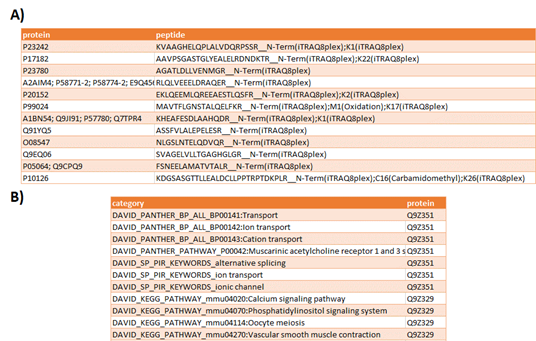 A)
protein peptide
P23242 KVAAGHELQPLALVDQRPSSR__N-Term(iTRAQ8plex);K1(iTRAQ8plex)
P17182 AAVPSGASTGLYEALELRDNDKTR__N-Term(iTRAQ8plex);K22(iTRAQ8plex)
P23780 AGATLDLLVENMGR__N-Term(iTRAQ8plex)
A2AIM4; P58771-2; P58774-2; E9Q450 RLQLVEEELDRAQER__N-Term(iTRAQ8plex)
P20152 EKLQEEMLQREEAESTLQSFR__N-Term(iTRAQ8plex);K2(iTRAQ8plex)
P99024 MAVTFLGNSTALQELFKR__N-Term(iTRAQ8plex);M1(Oxidation);K17(iTRAQ8plex)
A1BN54; Q9JI91; P57780; Q7TPR4 KHEAFESDLAAHQDR__N-Term(iTRAQ8plex);K1(iTRAQ8plex)
Q91YQ5 ASSFVLALEPELESR__N-Term(iTRAQ8plex)
O08547 NLGSLNTELQDVQR__N-Term(iTRAQ8plex)
Q9EQ06 SVAGELVLLTGAGHGLGR__N-Term(iTRAQ8plex)
P05064; Q9CPQ9 FSNEELAMATVTALR__N-Term(iTRAQ8plex)
P10126 KDGSASGTTLLEALDCLLPPTRPTDKPLR__N-Term(iTRAQ8plex);C16(Carbamidomethyl);K26(iTRAQ8plex)
B)
category protein
DAVID_PANTHER_BP_ALL_BP00141:Transport Q9Z351
DAVID_PANTHER_BP_ALL_BP00142:Ion transport Q9Z351
DAVID_PANTHER_BP_ALL_BP00143:Cation transport Q9Z351
DAVID_PANTHER_PATHWAY_P00042:Muscarinic acetylcholine receptor 1 and 3 s Q9Z351
DAVID_SP_PIR_KEYWORDS_alternative splicing Q9Z351
DAVID_SP_PIR_KEYWORDS_ion transport Q9Z351
DAVID_SP_PIR_KEYWORDS_ionic channel Q9Z351
DAVID_KEGG_PATHWAY_mmu04020:Calcium signaling pathway Q9Z329
DAVID_KEGG_PATHWAY_mmu04070:Phosphatidylinositol signaling system Q9Z329
DAVID_KEGG_PATHWAY_mmu04114:Oocyte meiosis Q9Z329
DAVID_KEGG_PATHWAY_mmu04270:Vascular smooth muscle contraction Q9Z329